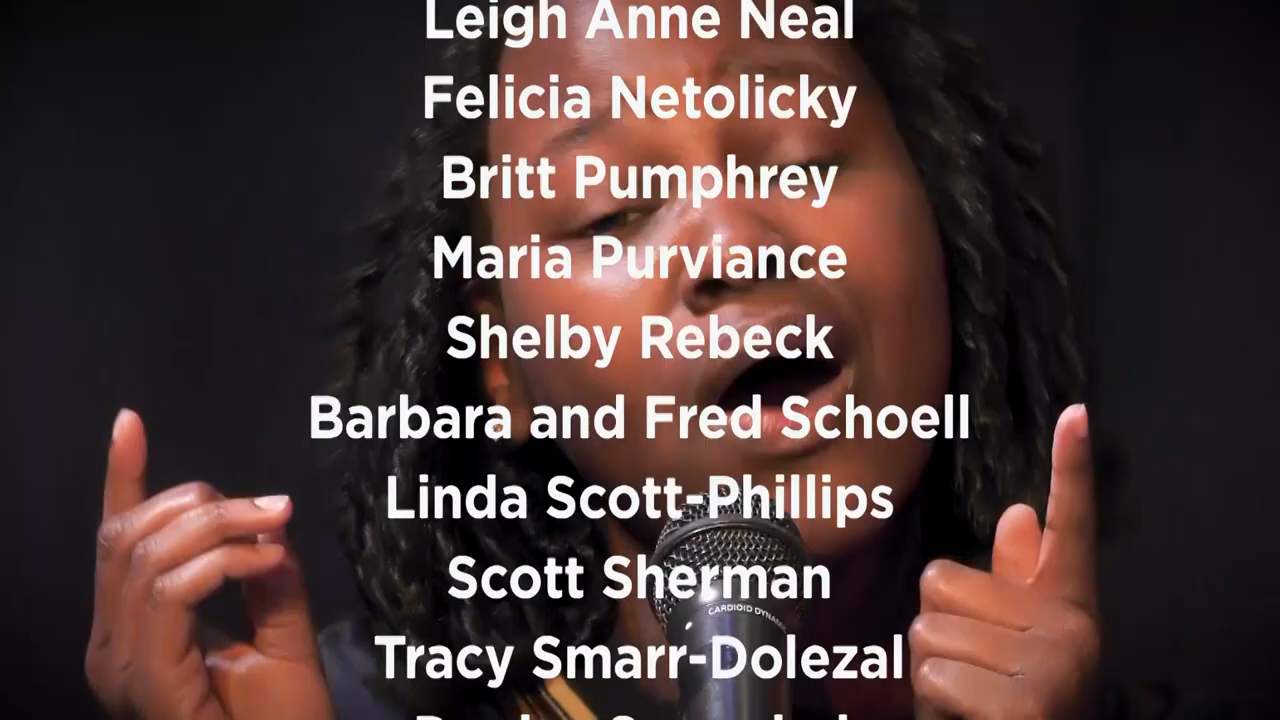 Leigh Anne Neal
Felicia Netolicky
Britt Pumphrey
Maria Purviance
Shelby Rebeck
Barbara and Fred Schoell
Linda Scott-Phillips
Scott Sherman
CARDIOID
Tracy Smarr-Dolezal